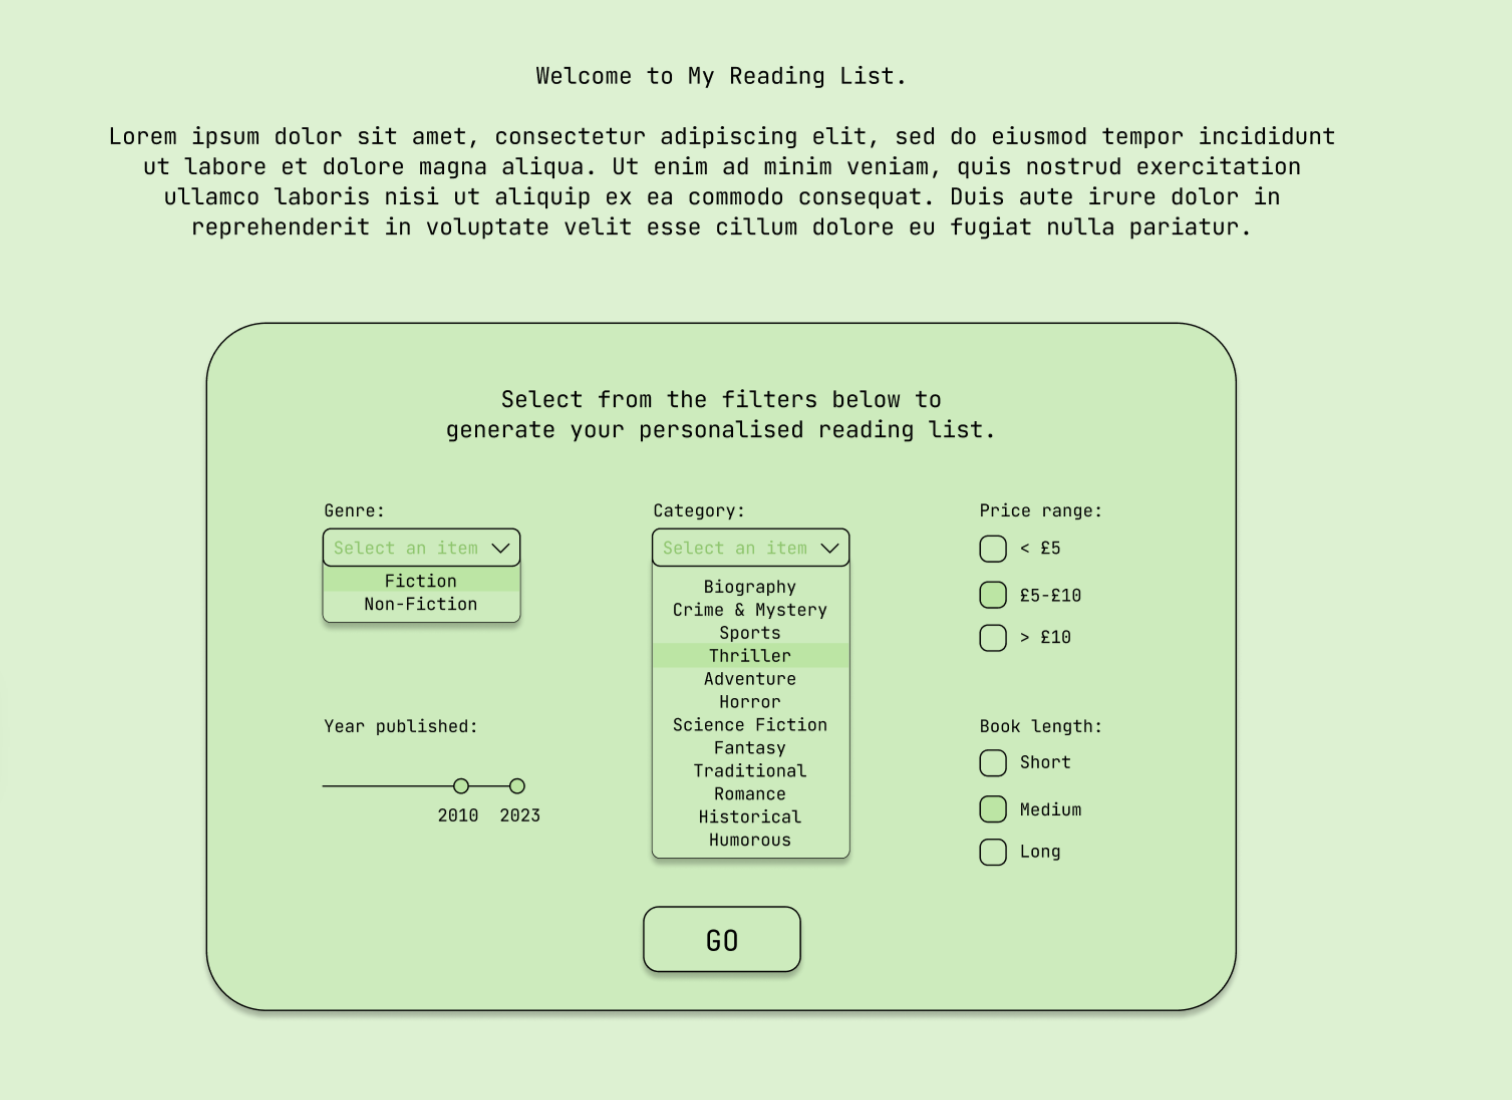 Welcome to My Reading List.
Lorem ipsum dolor sit amet, consectetur adipiscing elit, sed do eiusmod tempor incididunt
ut labore et dolore magna aliqua. Ut enim ad minim veniam, quis nostrud exercitation
ullamco laboris nisi ut aliquip ex ea commodo consequat. Duis aute irure dolor in
reprehenderit in voluptate velit esse cillum dolore eu fugiat nulla pariatur.
Select from the filters below to
generate your personalised reading list.
Genre:
Select an item
Fiction
Non-Fiction
Year published:
2010 2023
Category:
Select an item
Biography
Crime & Mystery
Sports
Thriller
Adventure
Horror
Science Fiction
Fantasy
Traditional
Romance
Historical
Humorous
Price range:
< £5
£5-£10
> £10
Book length:
Short
Medium
Long
GO